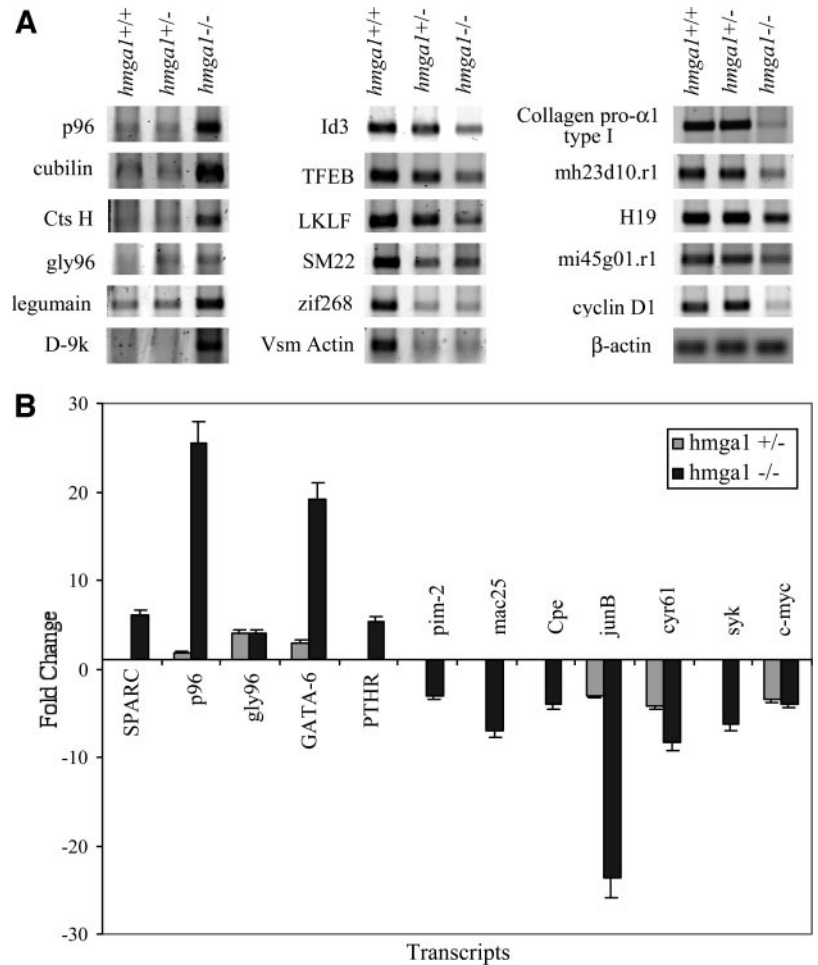 A
hmga1+/+
hmga1+/-
hmga1-/-
p96
cubilin
Cts H
gly96
legumain
D-9k
hmga1+/+
hmga1+/-
hmga1-/-
Id3
TFEB
LKLF
SM22
zif268
Vsm Actin
hmga1+/+
hmga1+/-
hmga1-/-
Collagen pro-α1
type I
mh23d10.r1
H19
mi45g01.r1
cyclin D1
β-actin
B
30
20
10
0
-10
-20
-30
Fold Change
hmga1 +/-
hmga1 -/-
SPARC
p96
gly96
GATA-6
PTHR
pim-2
mac25
Cpe
junB
cyr61
syk
c-myc
Transcripts